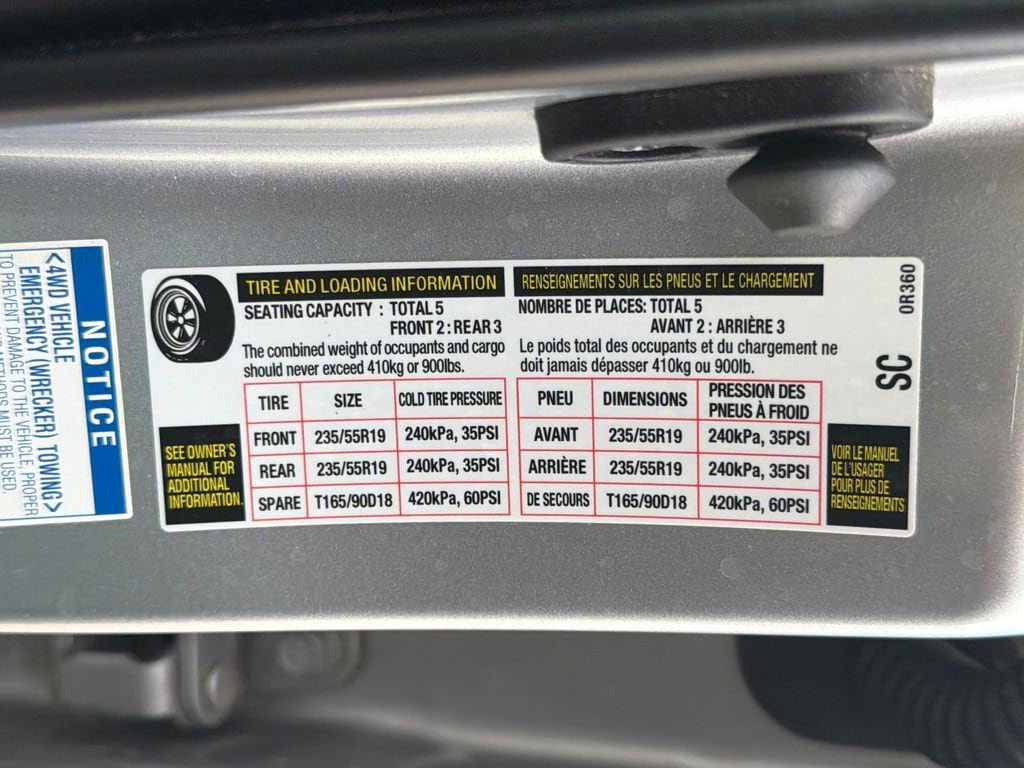 NOTICE
<4WD VEHICLE
EMERGENCY (WRECKER) TOWING>
TO PREVENT DAMAGE TO THE VEHICLE, PROPER
METHODS MUST BE USED.
TIRE AND LOADING INFORMATION
SEATING CAPACITY : TOTAL 5
FRONT 2 : REAR 3
The combined weight of occupants and cargo
should never exceed 410kg or 900lbs.
RENSEIGNEMENTS SUR LES PNEUS ET LE CHARGEMENT
NOMBRE DE PLACES: TOTAL 5
AVANT 2 : ARRIÈRE 3
Le poids total des occupants et du chargement ne
doit jamais dépasser 410kg ou 900lb.
SEE OWNER'S
MANUAL FOR
ADDITIONAL
INFORMATION.
TIRE SIZE COLD TIRE PRESSURE
FRONT 235/55R19 240kPa, 35PSI
REAR 235/55R19 240kPa, 35PSI
SPARE T165/90D18 420kPa, 60PSI
PNEU DIMENSIONS PRESSION DES
PNEUS À FROID
AVANT 235/55R19 240kPa, 35PSI
ARRIÈRE 235/55R19 240kPa, 35PSI
DE SECOURS T165/90D18 420kPa, 60PSI
VOIR LE MANUEL
DE L'USAGER
POUR PLUS DE
RENSEIGNEMENTS
0R360
SC